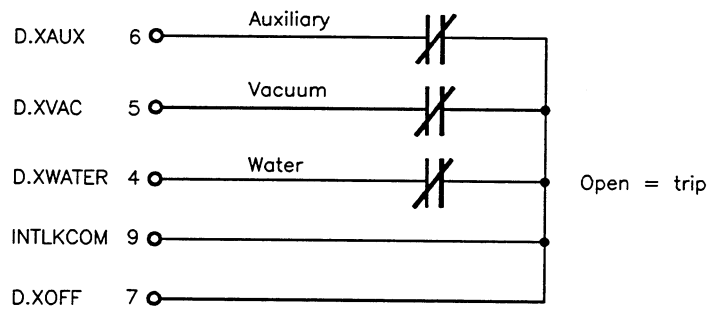 D.XAUX 6 Auxiliary
D.XVAC 5 Vacuum
D.XWATER 4 Water
Open = trip
INTLKCOM 9
D.XOFF 7